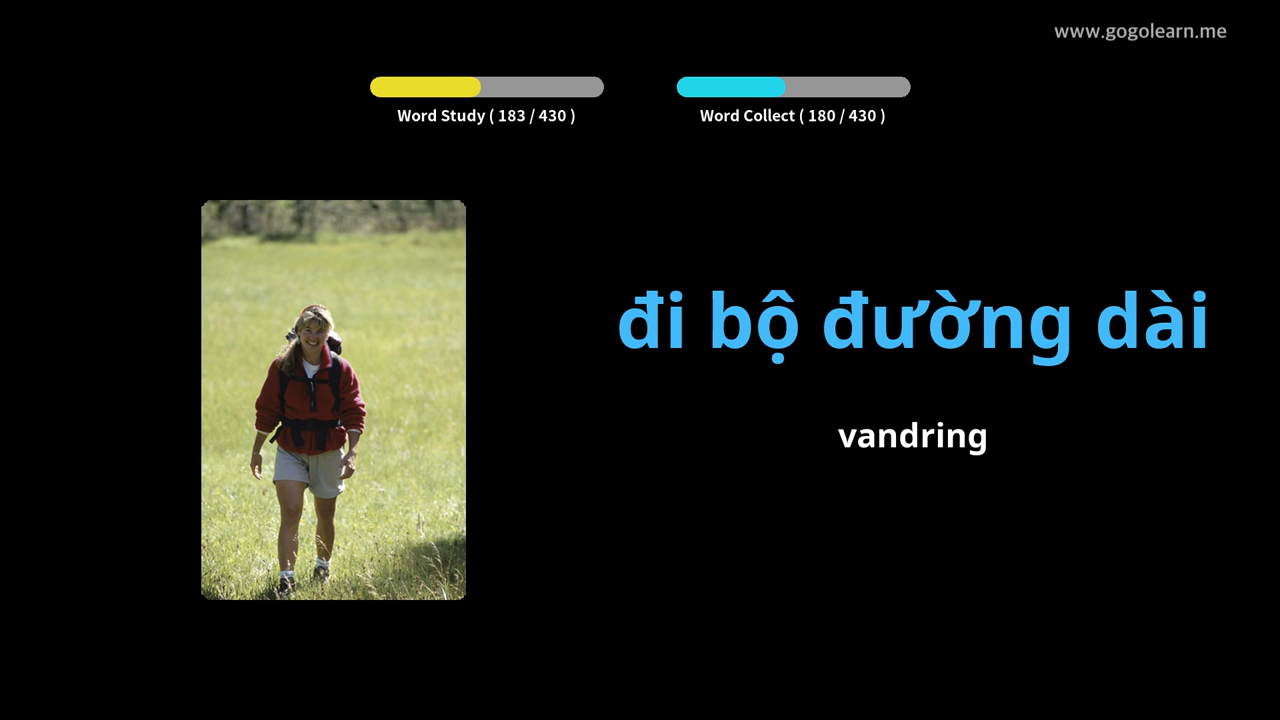 www.gogolearn.me
Word Study ( 183 / 430 )
Word Collect ( 180 / 430 )
đi bộ đường dài
vandring